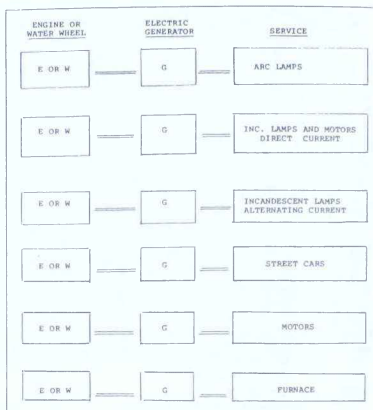 ENGINE OR
WATER WHEEL
ELECTRIC
GENERATOR
SERVICE
E OR W
G
ARC LAMPS
E OR W
G
INC. LAMPS AND MOTORS
DIRECT CURRENT
E OR W
G
INCANDESCENT LAMPS
ALTERNATING CURRENT
E OR W
G
STREET CARS
E OR W
G
MOTORS
E OR W
G
FURNACE